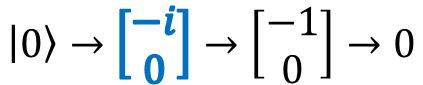 |0⟩ → [−i 0] → [−1 0] → 0